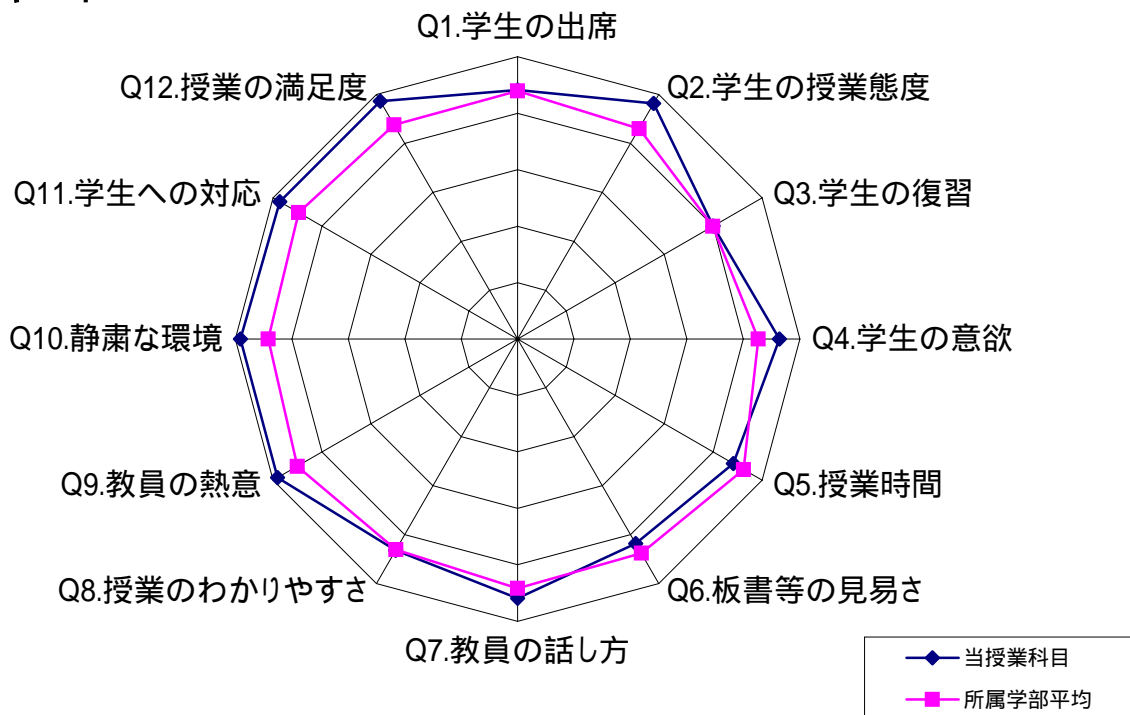 Q1.学生の出席
Q2.学生の授業態度
Q3.学生の復習
Q4.学生の意欲
Q5.授業時間
Q6.板書等の見易さ
Q7.教員の話し方
Q8.授業のわかりやすさ
Q9.教員の熱意
Q10.静粛な環境
Q11.学生への対応
Q12.授業の満足度
当授業科目
所属学部平均